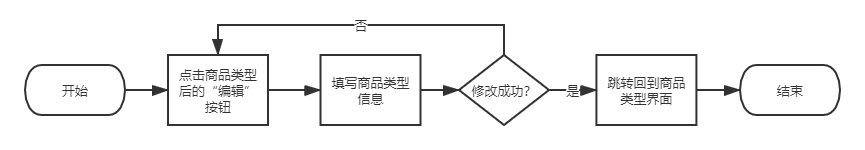 否
开始
点击商品类型
后的“编辑”
按钮
填写商品类型
信息
修改成功？
是
跳转回到商品
类型界面
结束